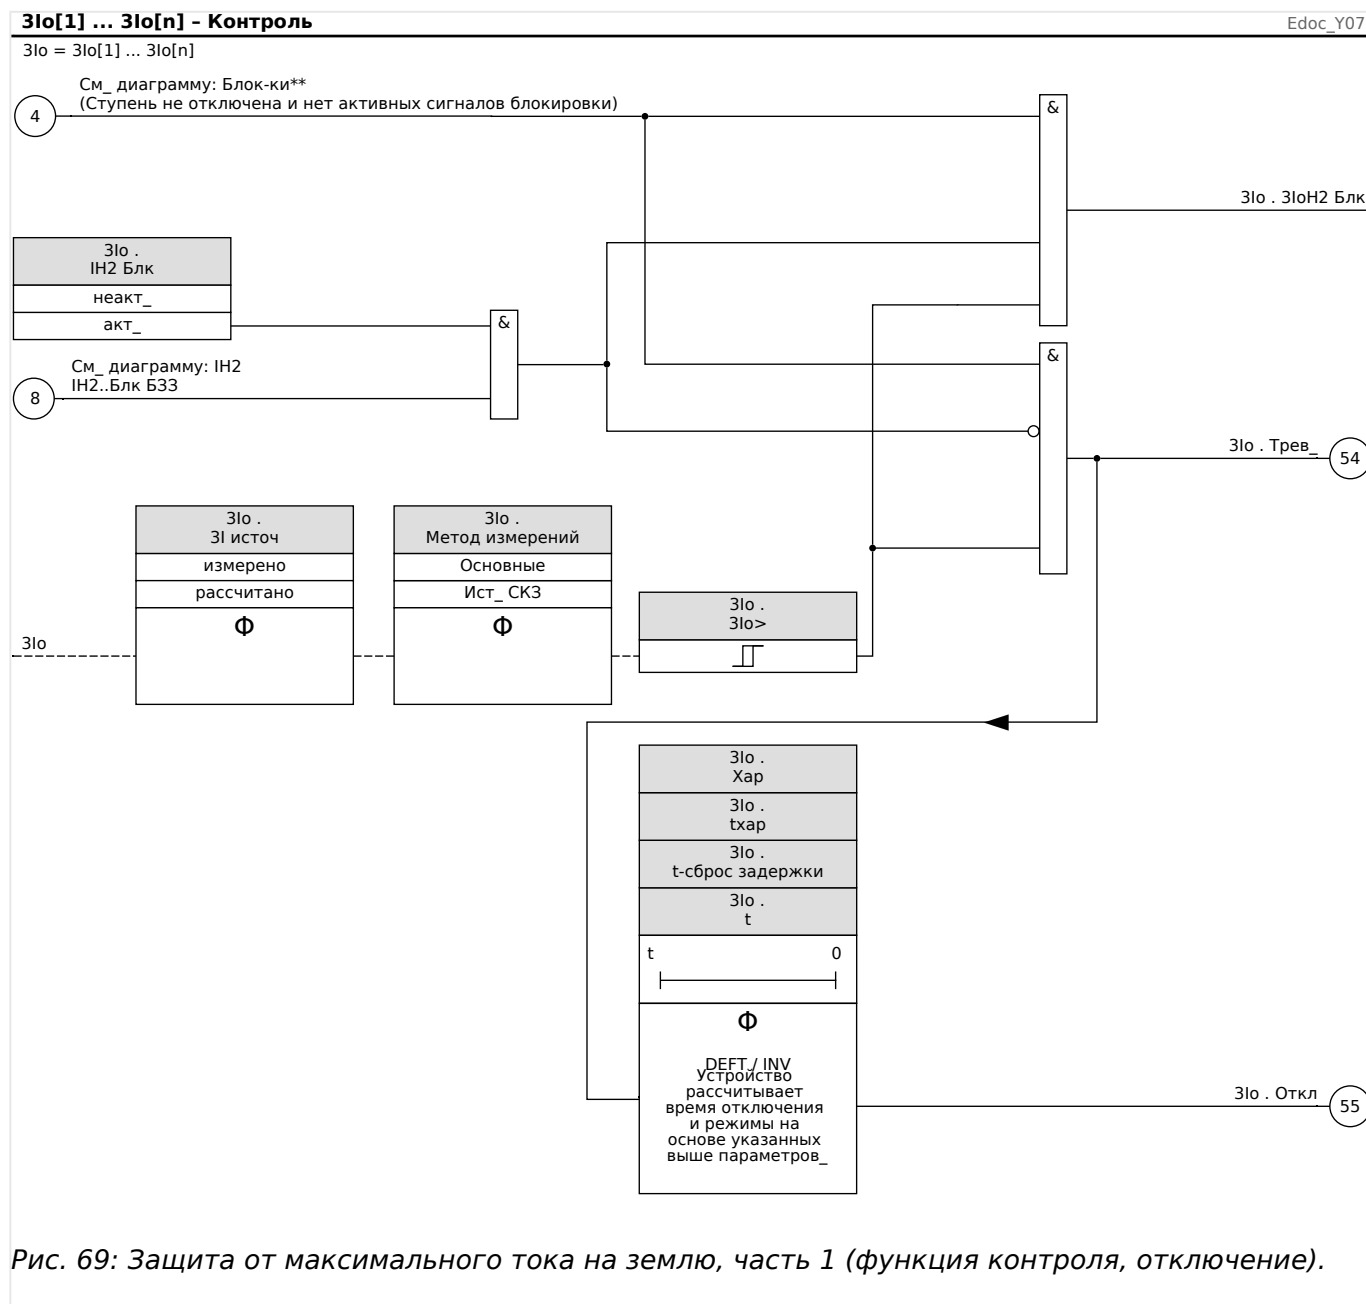 3Io[1] ... 3Io[n] – Контроль
Edoc_Y07
3Io = 3Io[1] ... 3Io[n]
См_ диаграмму: Блок-ки**
(Ступень не отключена и нет активных сигналов блокировки)
4
&
3Io . 3IoH2 Блк
3Io .
IH2 Блк
неакт_
акт_
&
&
См_ диаграмму: IH2
IH2..Блк БЗЗ
8
3Io . Трев_
54
3Io .
3I источ
измерено
рассчитано
Ф
3Io .
Метод измерений
Основные
Ист_ СКЗ
Ф
3Io .
3Io>
3Io
3Io .
Хар
3Io .
tхар
3Io .
t-сброс задержки
3Io .
t
t
0
Ф
DEFT / INV
Устройство
рассчитывает
время отключения
и режимы на
основе указанных
выше параметров_
3Io . Откл
55
Рис. 69: Защита от максимального тока на землю, часть 1 (функция контроля, отключение).